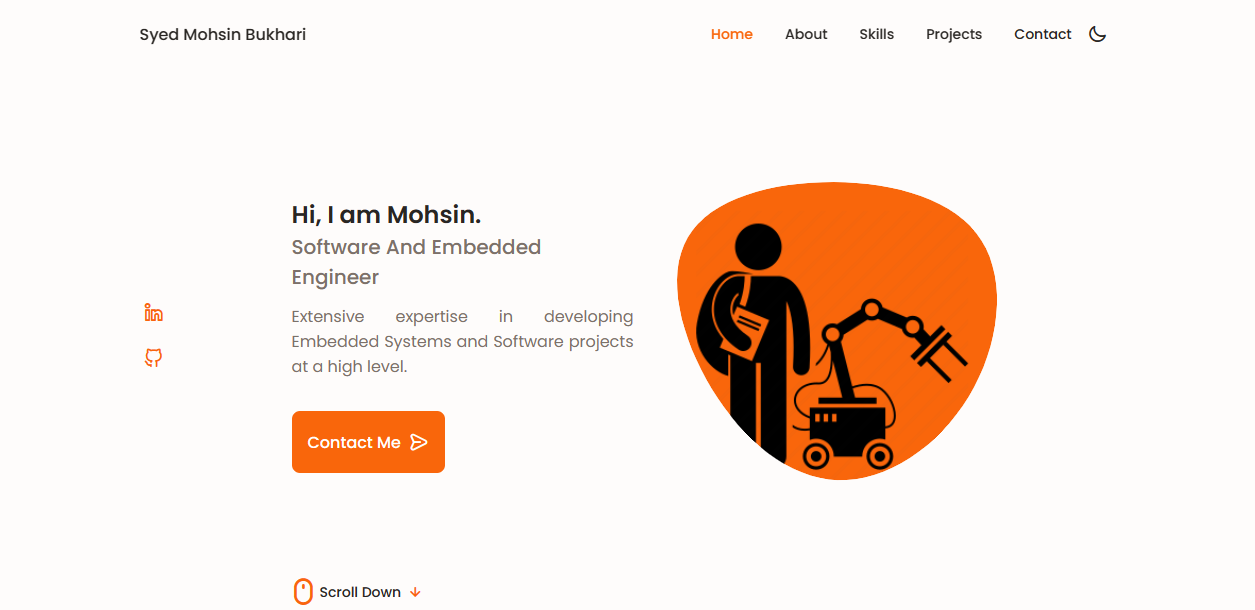 Syed Mohsin Bukhari
Home About Skills Projects Contact
Hi, I am Mohsin.
Software And Embedded
Engineer
Extensive expertise in developing
Embedded Systems and Software projects
at a high level.
Contact Me
Scroll Down